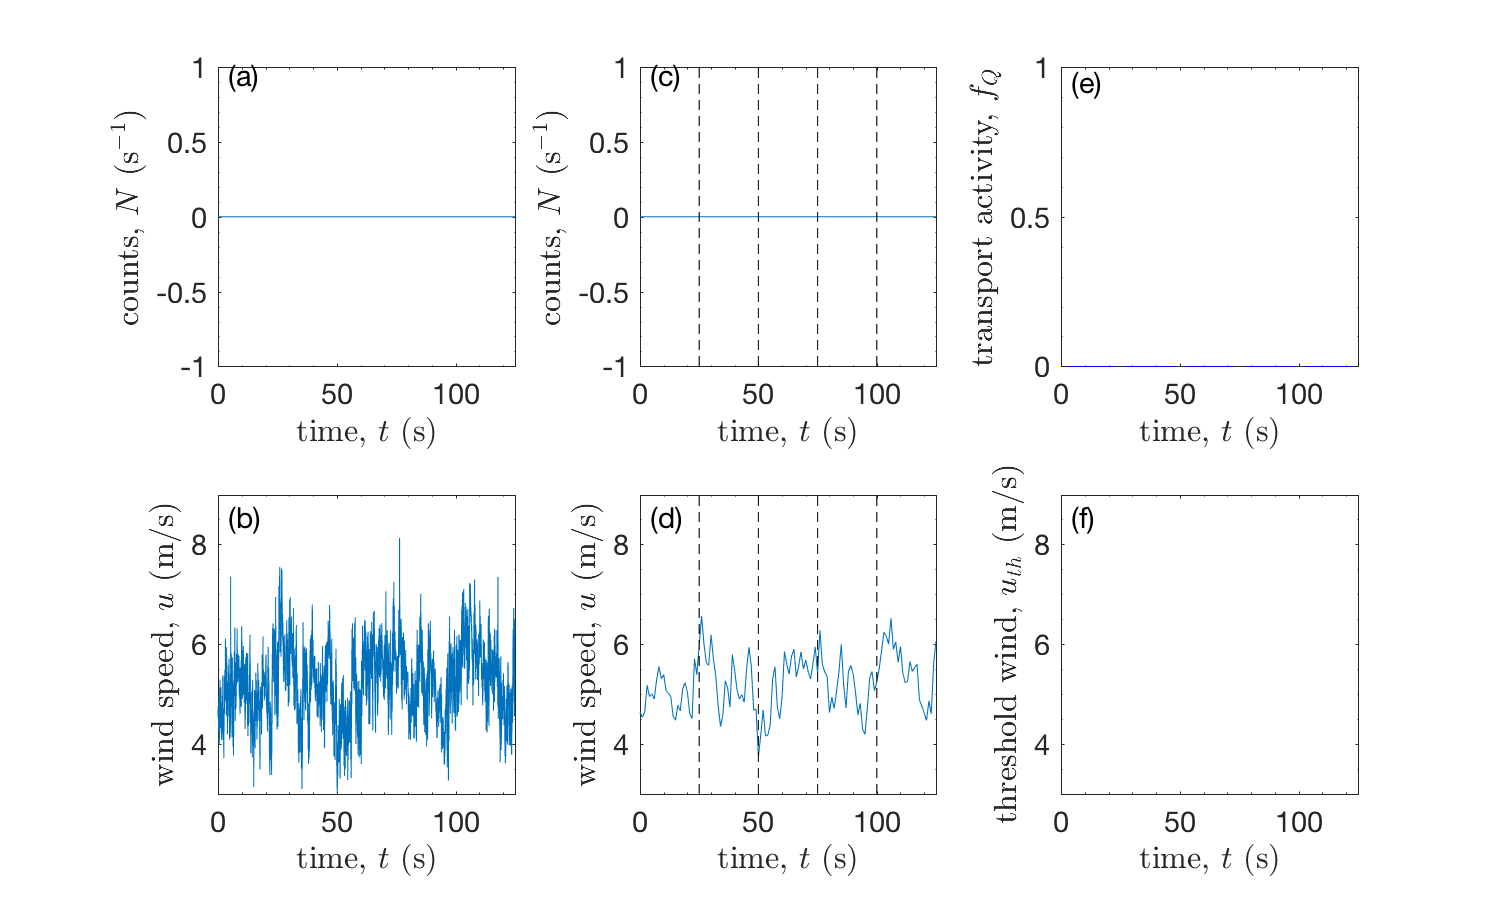 (a)
1
0.5
0
-0.5
-1
counts, N (s⁻¹)
0 50 100
time, t (s)
(c)
1
0.5
0
-0.5
-1
counts, N (s⁻¹)
0 50 100
time, t (s)
(e)
1
0.5
0
transport activity, f_Q
0 50 100
time, t (s)
(b)
8
6
4
wind speed, u (m/s)
0 50 100
time, t (s)
(d)
8
6
4
wind speed, u (m/s)
0 50 100
time, t (s)
(f)
8
6
4
threshold wind, u_th (m/s)
0 50 100
time, t (s)